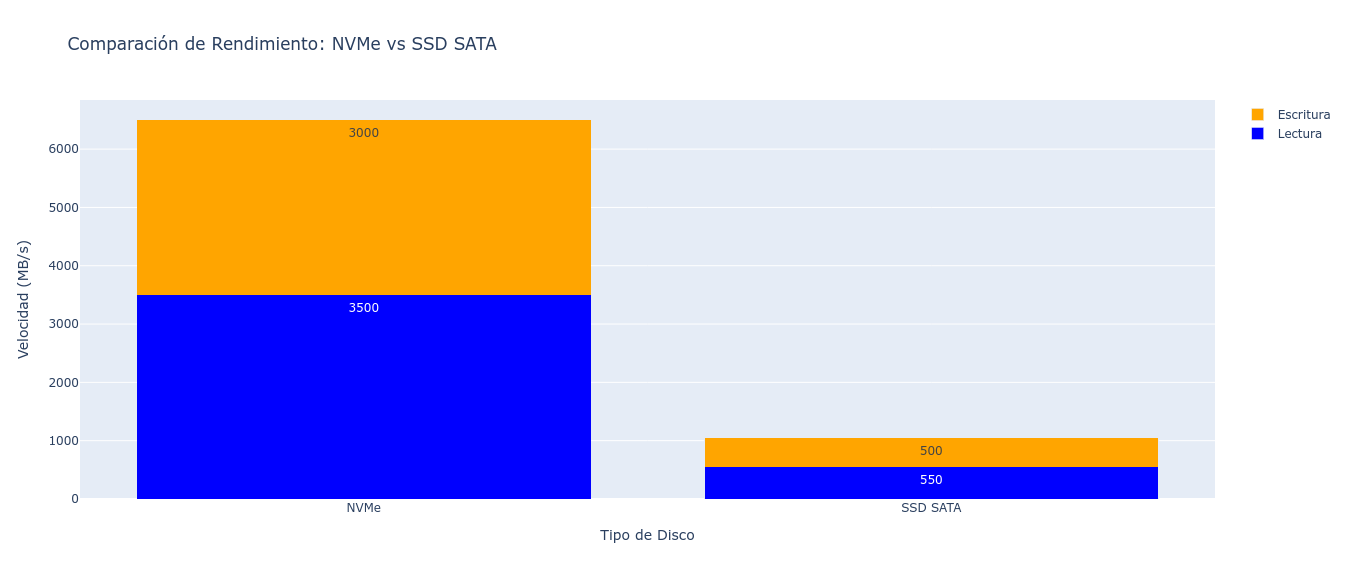 Comparación de Rendimiento: NVMe vs SSD SATA
Escritura
Lectura
Velocidad (MB/s)
6000
5000
4000
3000
2000
1000
0
3000
3500
500
550
NVMe
SSD SATA
Tipo de Disco